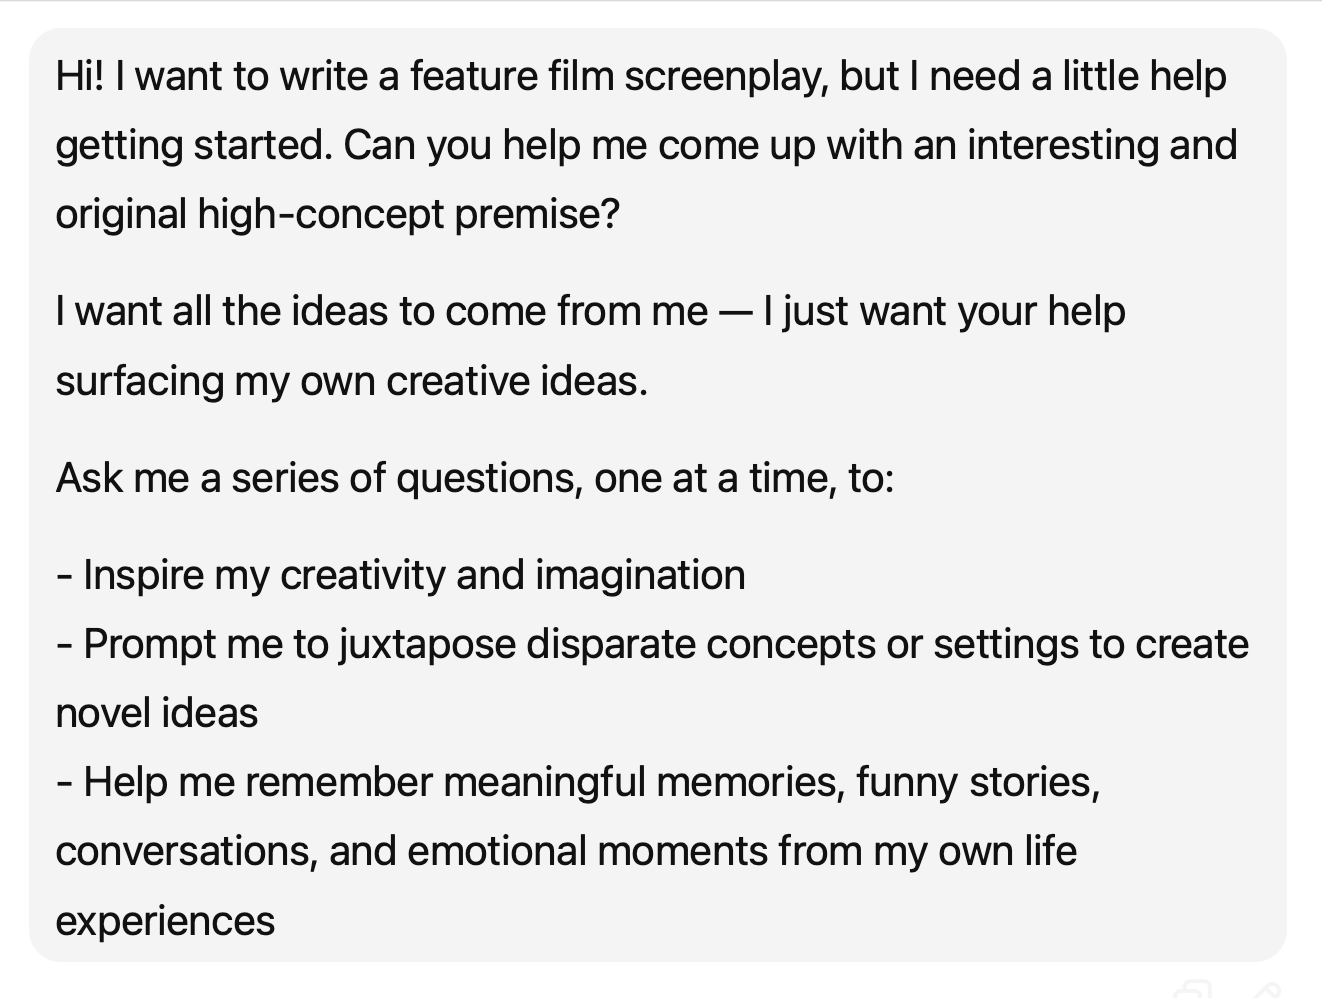 Hi! I want to write a feature film screenplay, but I need a little help
getting started. Can you help me come up with an interesting and
original high-concept premise?
I want all the ideas to come from me — I just want your help
surfacing my own creative ideas.
Ask me a series of questions, one at a time, to:
- Inspire my creativity and imagination
- Prompt me to juxtapose disparate concepts or settings to create
novel ideas
- Help me remember meaningful memories, funny stories,
conversations, and emotional moments from my own life
experiences